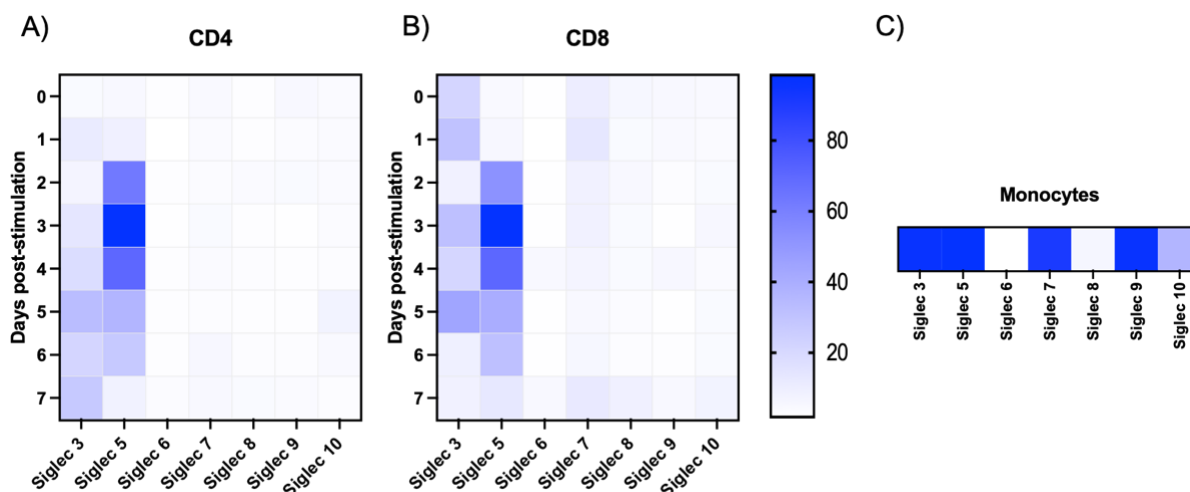 A)
CD4
Days post-stimulation
0
1
2
3
4
5
6
7
Siglec 3
Siglec 5
Siglec 6
Siglec 7
Siglec 8
Siglec 9
Siglec 10
B)
CD8
Days post-stimulation
0
1
2
3
4
5
6
7
Siglec 3
Siglec 5
Siglec 6
Siglec 7
Siglec 8
Siglec 9
Siglec 10
80
60
40
20
C)
Monocytes
Siglec 3
Siglec 5
Siglec 6
Siglec 7
Siglec 8
Siglec 9
Siglec 10